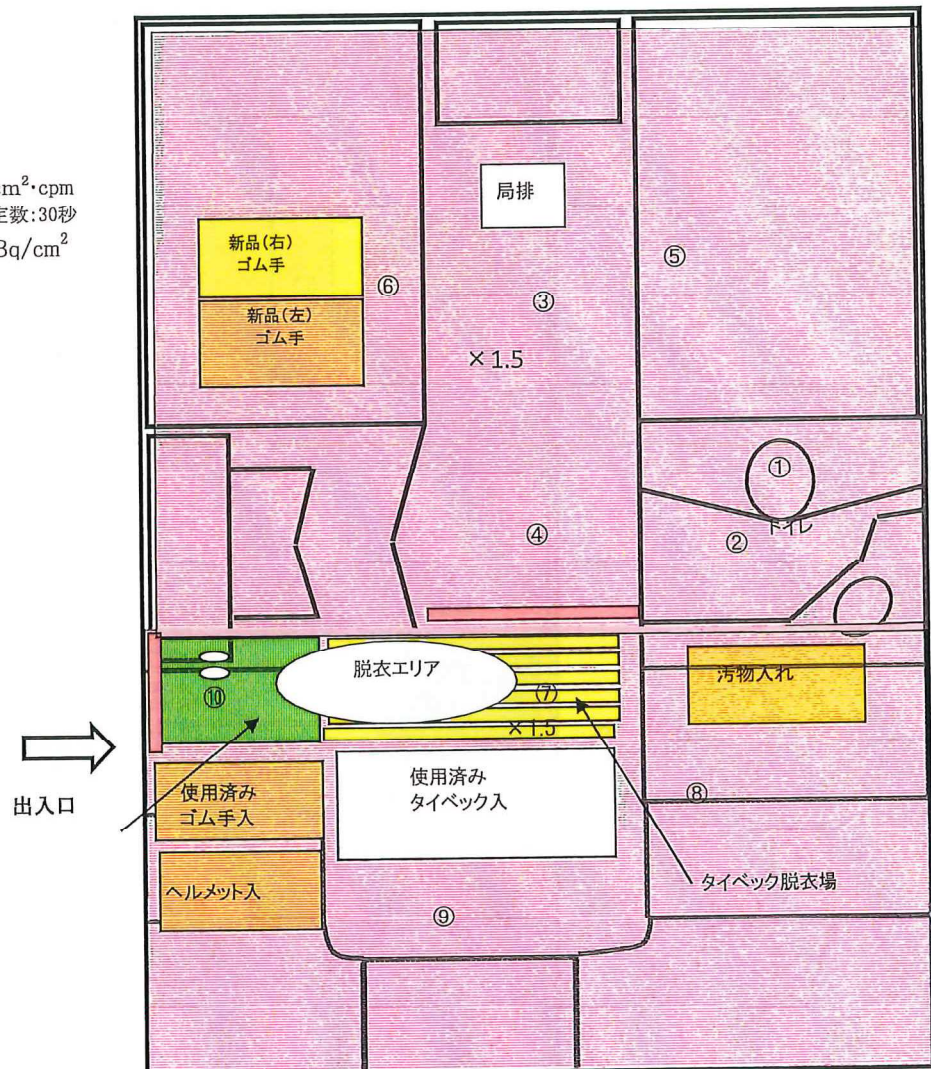 cm²・cpm
定数:30秒
Bq/cm²
局排
新品(右)
ゴム手
⑥
③
⑤
新品(左)
ゴム手
×1.5
①
トイレ
④
②
脱衣エリア
汚物入れ
⑩
⑦
×1.5
出入口
使用済み
ゴム手入
使用済み
タイベック入
⑧
ヘルメット入
タイベック脱衣場
⑨